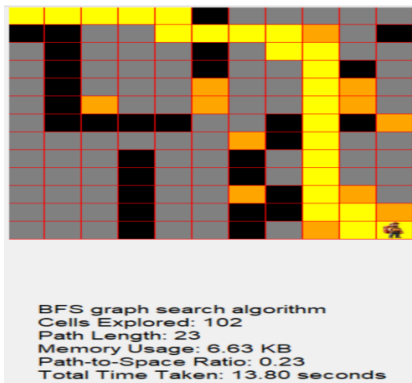 BFS graph search algorithm
Cells Explored: 102
Path Length: 23
Memory Usage: 6.63 KB
Path-to-Space Ratio: 0.23
Total Time Taken: 13.80 seconds